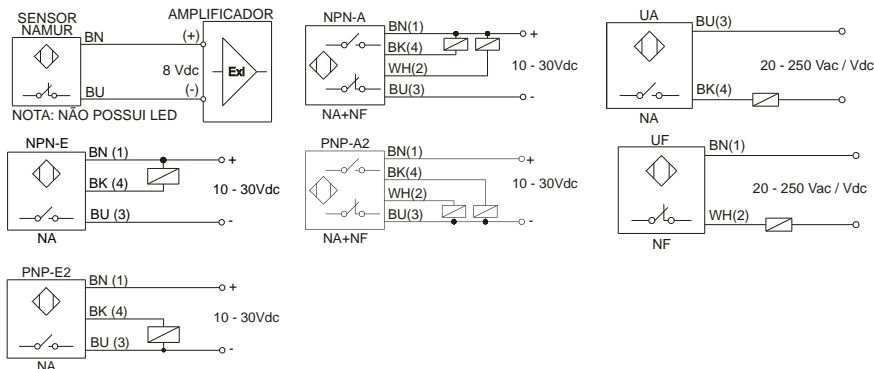 SENSOR
NAMUR
AMPLIFICADOR
BN
(+)
8 Vdc
Exi
BU
(-)
NOTA: NÃO POSSUI LED
NPN-E
BN (1)
+
BK (4)
10 - 30Vdc
BU (3)
-
NA
PNP-E2
BN (1)
+
BK (4)
10 - 30Vdc
BU (3)
-
NA
NPN-A
BN(1)
+
BK(4)
WH(2)
10 - 30Vdc
BU(3)
-
NA+NF
PNP-A2
BN(1)
+
BK(4)
10 - 30Vdc
WH(2)
BU(3)
-
NA+NF
UA
BU(3)
20 - 250 Vac / Vdc
BK(4)
NA
UF
BN(1)
20 - 250 Vac / Vdc
WH(2)
NF